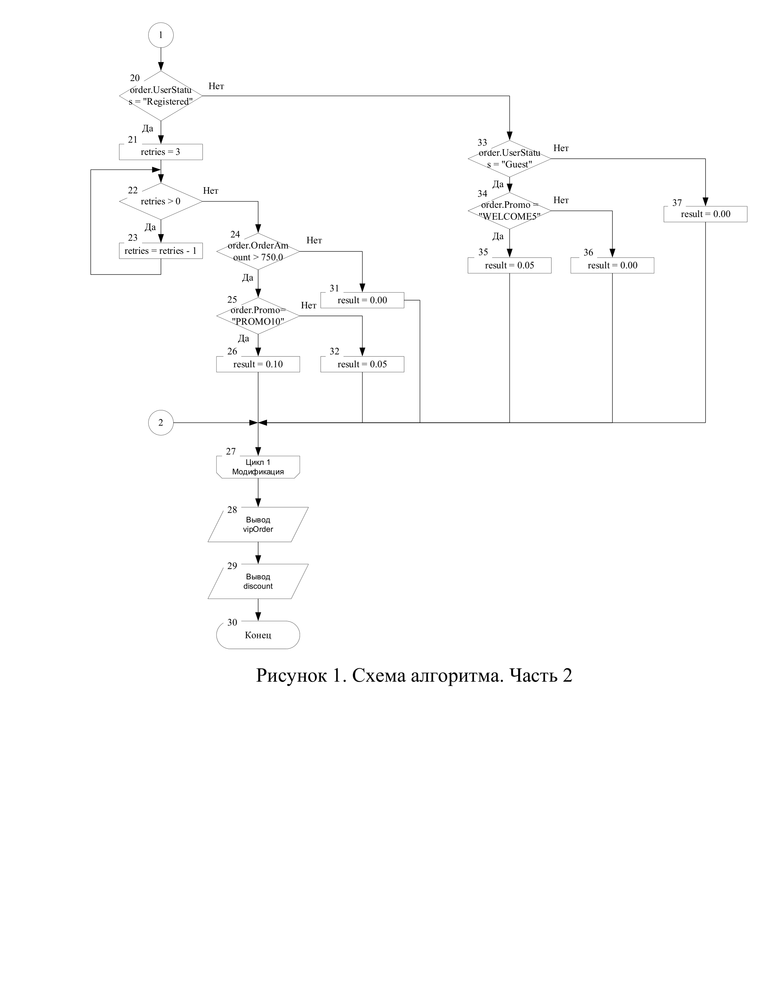 1
20
order.UserStatu
s = "Registered"
Нет
Да
21
retries = 3
22
retries > 0
Нет
Да
23
retries = retries - 1
24
order.OrderAm
ount > 750.0
Нет
Да
25
order.Promo=
"PROMO10"
Нет
Да
26
result = 0.10
31
result = 0.00
32
result = 0.05
33
order.UserStatu
s = "Guest"
Нет
Да
34
order.Promo =
"WELCOME5"
Нет
Да
35
result = 0.05
36
result = 0.00
37
result = 0.00
2
27
Цикл 1
Модификация
28
Вывод
vipOrder
29
Вывод
discount
30
Конец
Рисунок 1. Схема алгоритма. Часть 2